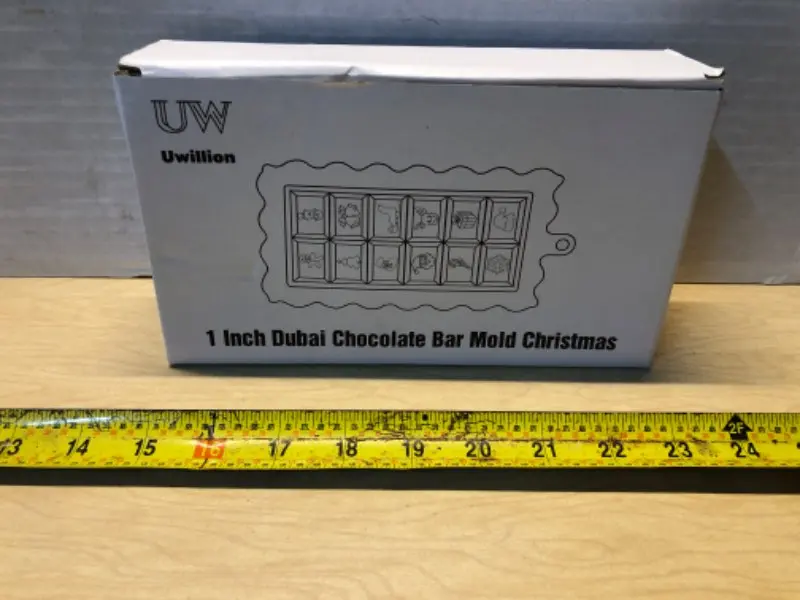 UW
Uwillion
1 Inch Dubai Chocolate Bar Mold Christmas
13 14 15 16 17 18 19 20 21 22 23 2F 24